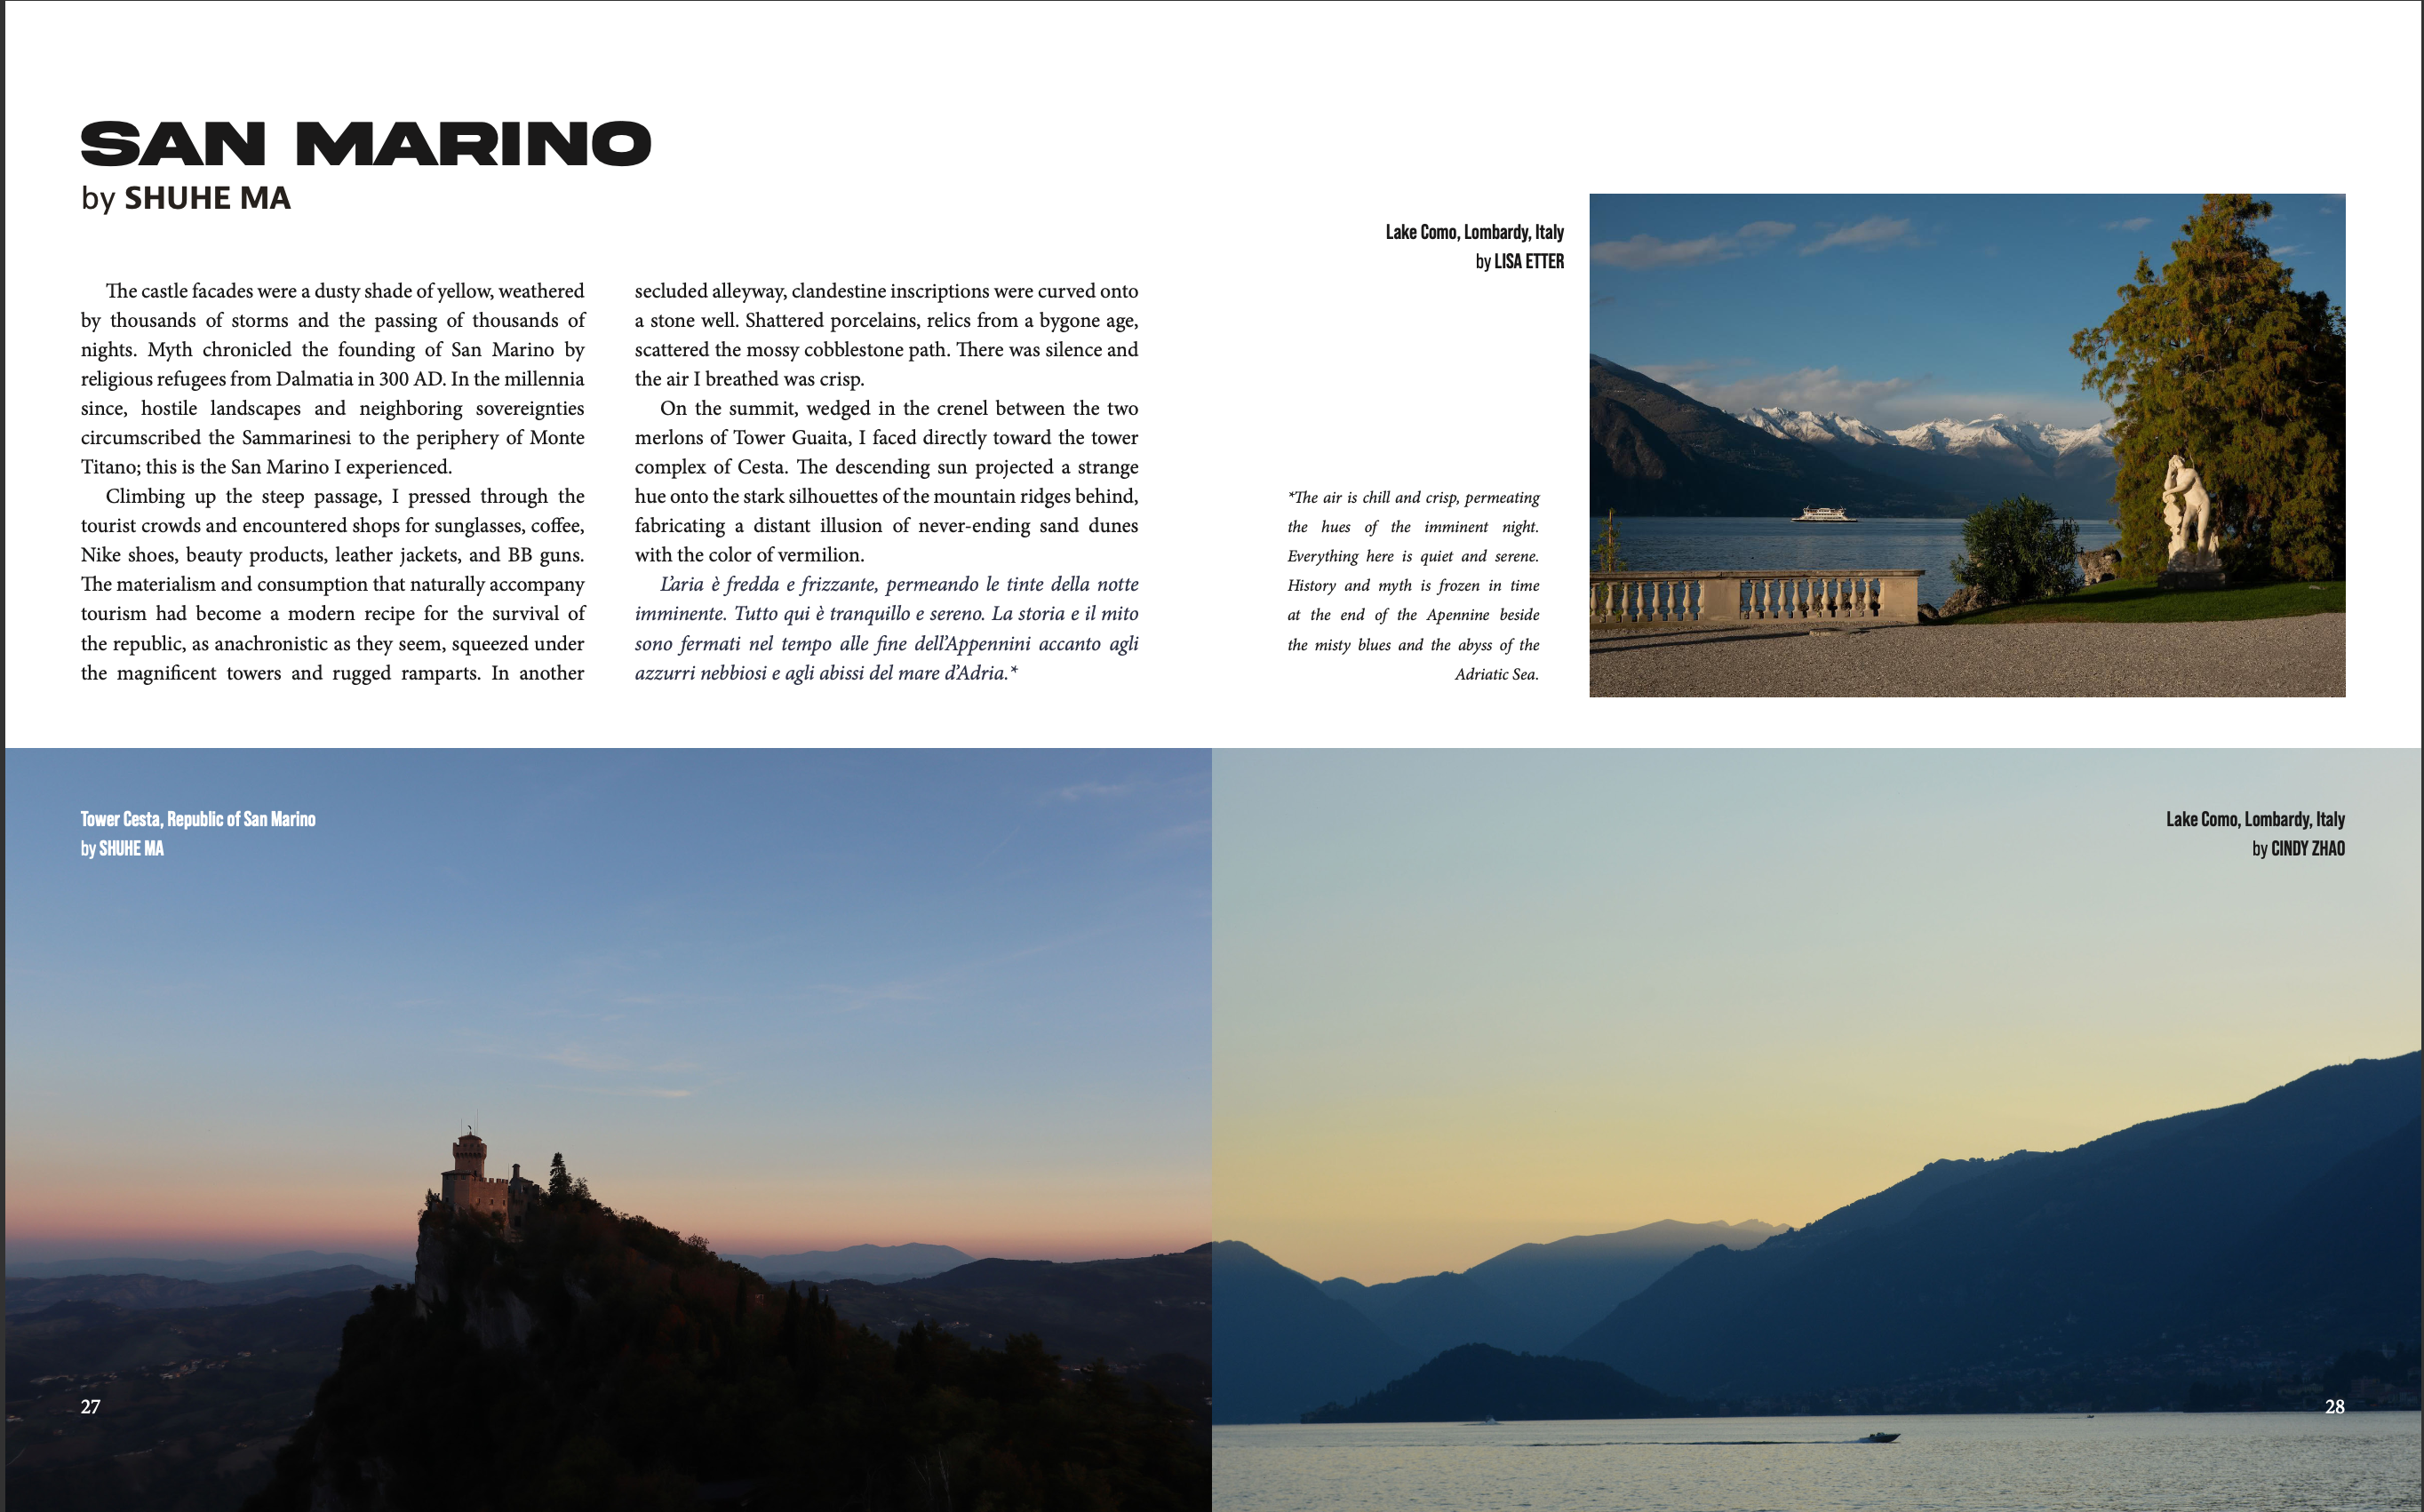 SAN MARINO
by SHUHE MA
The castle facades were a dusty shade of yellow, weathered
by thousands of storms and the passing of thousands of
nights. Myth chronicled the founding of San Marino by
religious refugees from Dalmatia in 300 AD. In the millennia
since, hostile landscapes and neighboring sovereignties
circumscribed the Sammarinesi to the periphery of Monte
Titano; this is the San Marino I experienced.
Climbing up the steep passage, I pressed through the
tourist crowds and encountered shops for sunglasses, coffee,
Nike shoes, beauty products, leather jackets, and BB guns.
The materialism and consumption that naturally accompany
tourism had become a modern recipe for the survival of
the republic, as anachronistic as they seem, squeezed under
the magnificent towers and rugged ramparts. In another
secluded alleyway, clandestine inscriptions were curved onto
a stone well. Shattered porcelains, relics from a bygone age,
scattered the mossy cobblestone path. There was silence and
the air I breathed was crisp.
On the summit, wedged in the crenel between the two
merlons of Tower Guaita, I faced directly toward the tower
complex of Cesta. The descending sun projected a strange
hue onto the stark silhouettes of the mountain ridges behind,
fabricating a distant illusion of never-ending sand dunes
with the color of vermilion.
L'aria è fredda e frizzante, permeando le tinte della notte
imminente. Tutto qui è tranquillo e sereno. La storia e il mito
sono fermati nel tempo alle fine dell'Appennini accanto agli
azzurri nebbiosi e agli abissi del mare d'Adria.*
Lake Como, Lombardy, Italy
by LISA ETTER
*The air is chill and crisp, permeating
the hues of the imminent night.
Everything here is quiet and serene.
History and myth is frozen in time
at the end of the Apennine beside
the misty blues and the abyss of the
Adriatic Sea.
Tower Cesta, Republic of San Marino
by SHUHE MA
Lake Como, Lombardy, Italy
by CINDY ZHAO
27
28